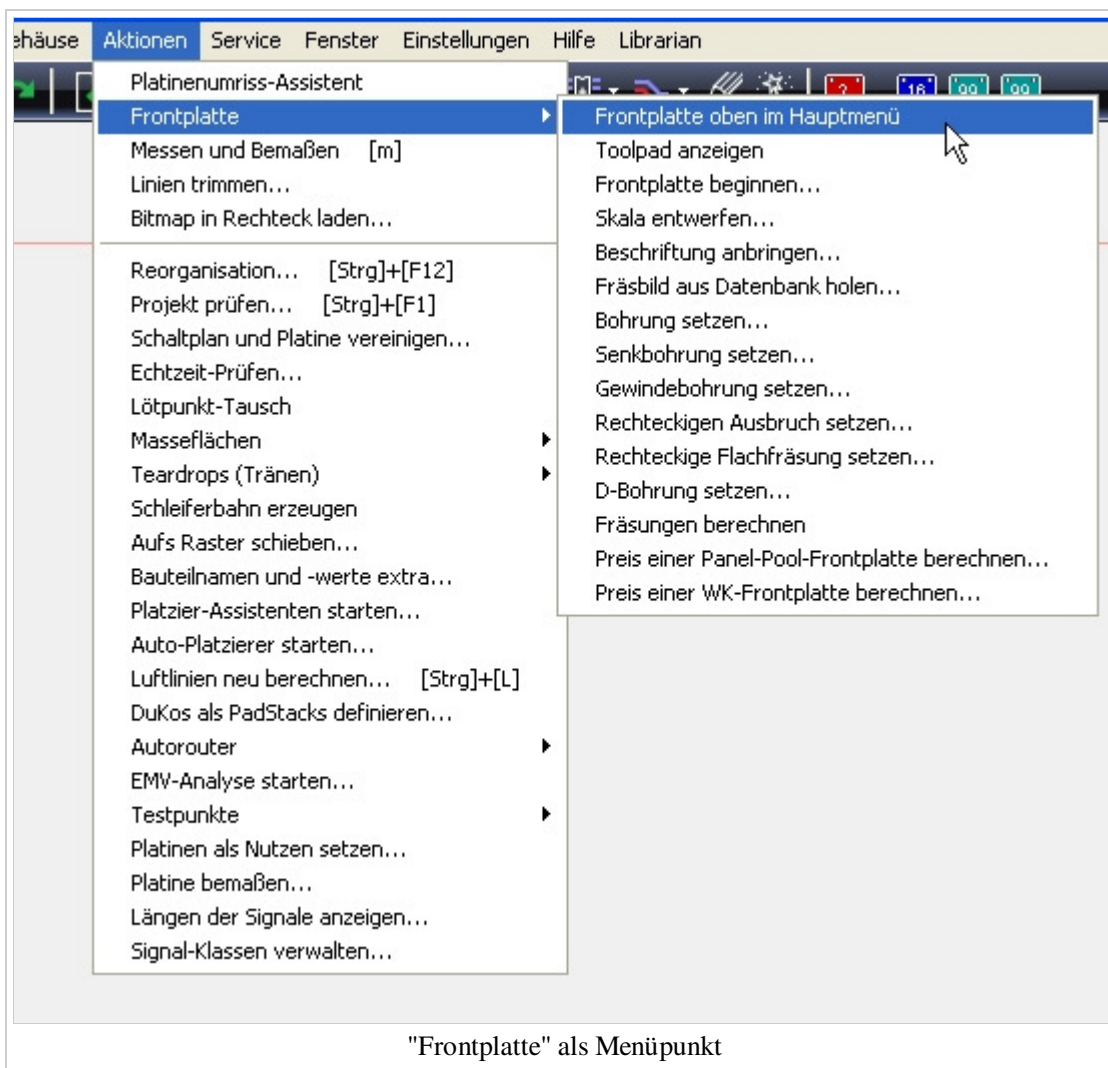 ehäuse Aktionen Service Fenster Einstellungen Hilfe Librarian
? 16 99 99
Platinenumriss-Assistent
Frontplatte
Messen und Bemaßen [m]
Linien trimmen...
Bitmap in Rechteck laden...
Reorganisation... [Strg]+[F12]
Projekt prüfen... [Strg]+[F1]
Schaltplan und Platine vereinigen...
Echtzeit-Prüfen...
Lötpunkt-Tausch
Masseflächen
Teardrops (Tränen)
Schleiferbahn erzeugen
Aufs Raster schieben...
Bauteilnamen und -werte extra...
Platzier-Assistenten starten...
Auto-Platzierer starten...
Luftlinien neu berechnen... [Strg]+[L]
DuKos als PadStacks definieren...
Autorouter
EMV-Analyse starten...
Testpunkte
Platinen als Nutzen setzen...
Platine bemaßen...
Längen der Signale anzeigen...
Signal-Klassen verwalten...
Frontplatte oben im Hauptmenü
Toolpad anzeigen
Frontplatte beginnen...
Skala entwerfen...
Beschriftung anbringen...
Fräsbild aus Datenbank holen...
Bohrung setzen...
Senkbohrung setzen...
Gewindebohrung setzen...
Rechteckigen Ausbruch setzen...
Rechteckige Flachfräsung setzen...
D-Bohrung setzen...
Fräsungen berechnen
Preis einer Panel-Pool-Frontplatte berechnen...
Preis einer WK-Frontplatte berechnen...
"Frontplatte" als Menüpunkt